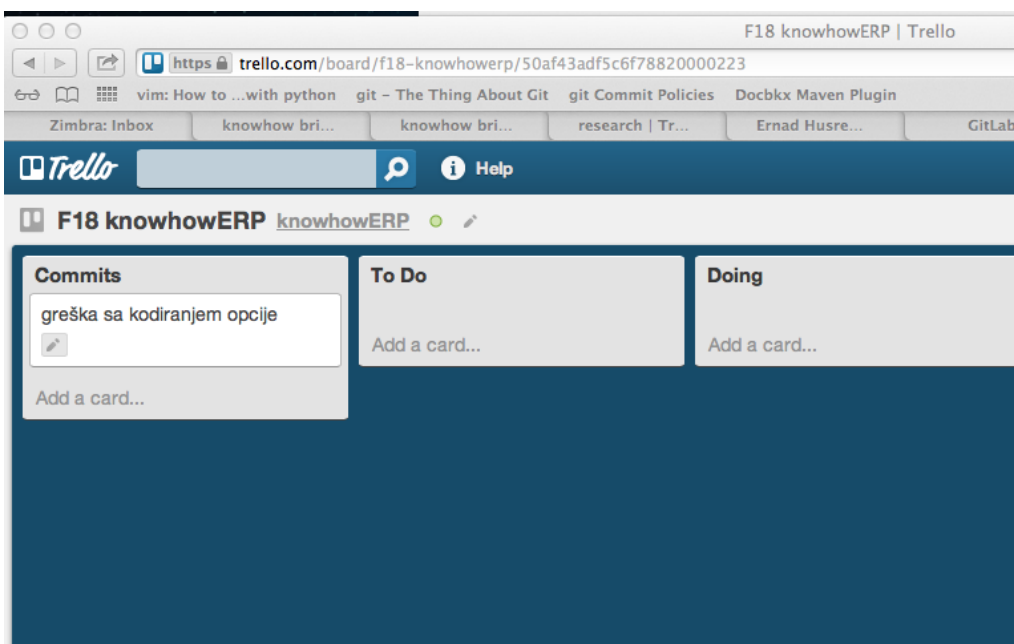 F18 knowhowERP | Trello
https trello.com/board/f18-knowhowerp/50af43adf5c6f78820000223
vim: How to ...with python git – The Thing About Git git Commit Policies Docbkx Maven Plugin
Zimbra: Inbox knowhow bri... knowhow bri... research | Tr... Ernad Husre... GitLab
Trello Help
F18 knowhowERP knowhowERP
Commits To Do Doing
greška sa kodiranjem opcije
Add a card... Add a card...
Add a card...